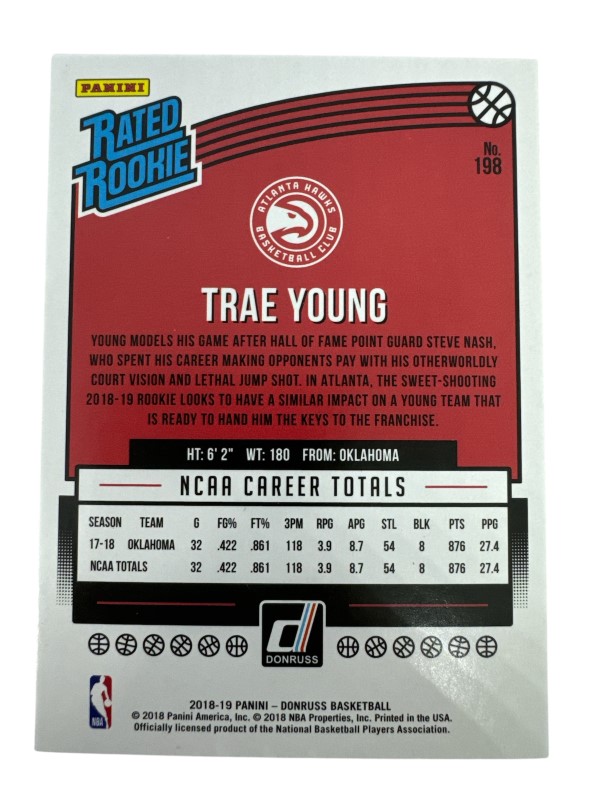 PANINI
RATED
ROOKIE
No.
198
ATLANTA HAWKS
BASKETBALL CLUB
TRAE YOUNG
YOUNG MODELS HIS GAME AFTER HALL OF FAME POINT GUARD STEVE NASH,
WHO SPENT HIS CAREER MAKING OPPONENTS PAY WITH HIS OTHERWORLDLY
COURT VISION AND LETHAL JUMP SHOT. IN ATLANTA, THE SWEET-SHOOTING
2018-19 ROOKIE LOOKS TO HAVE A SIMILAR IMPACT ON A YOUNG TEAM THAT
IS READY TO HAND HIM THE KEYS TO THE FRANCHISE.
HT: 6' 2" WT: 180 FROM: OKLAHOMA
NCAA CAREER TOTALS
SEASON TEAM G FG% FT% 3PM RPG APG STL BLK PTS PPG
17-18 OKLAHOMA 32 .422 .861 118 3.9 8.7 54 8 876 27.4
NCAA TOTALS 32 .422 .861 118 3.9 8.7 54 8 876 27.4
d
DONRUSS
NBA
2018-19 PANINI – DONRUSS BASKETBALL
© 2018 Panini America, Inc. © 2018 NBA Properties, Inc. Printed in the USA.
Officially licensed product of the National Basketball Players Association.